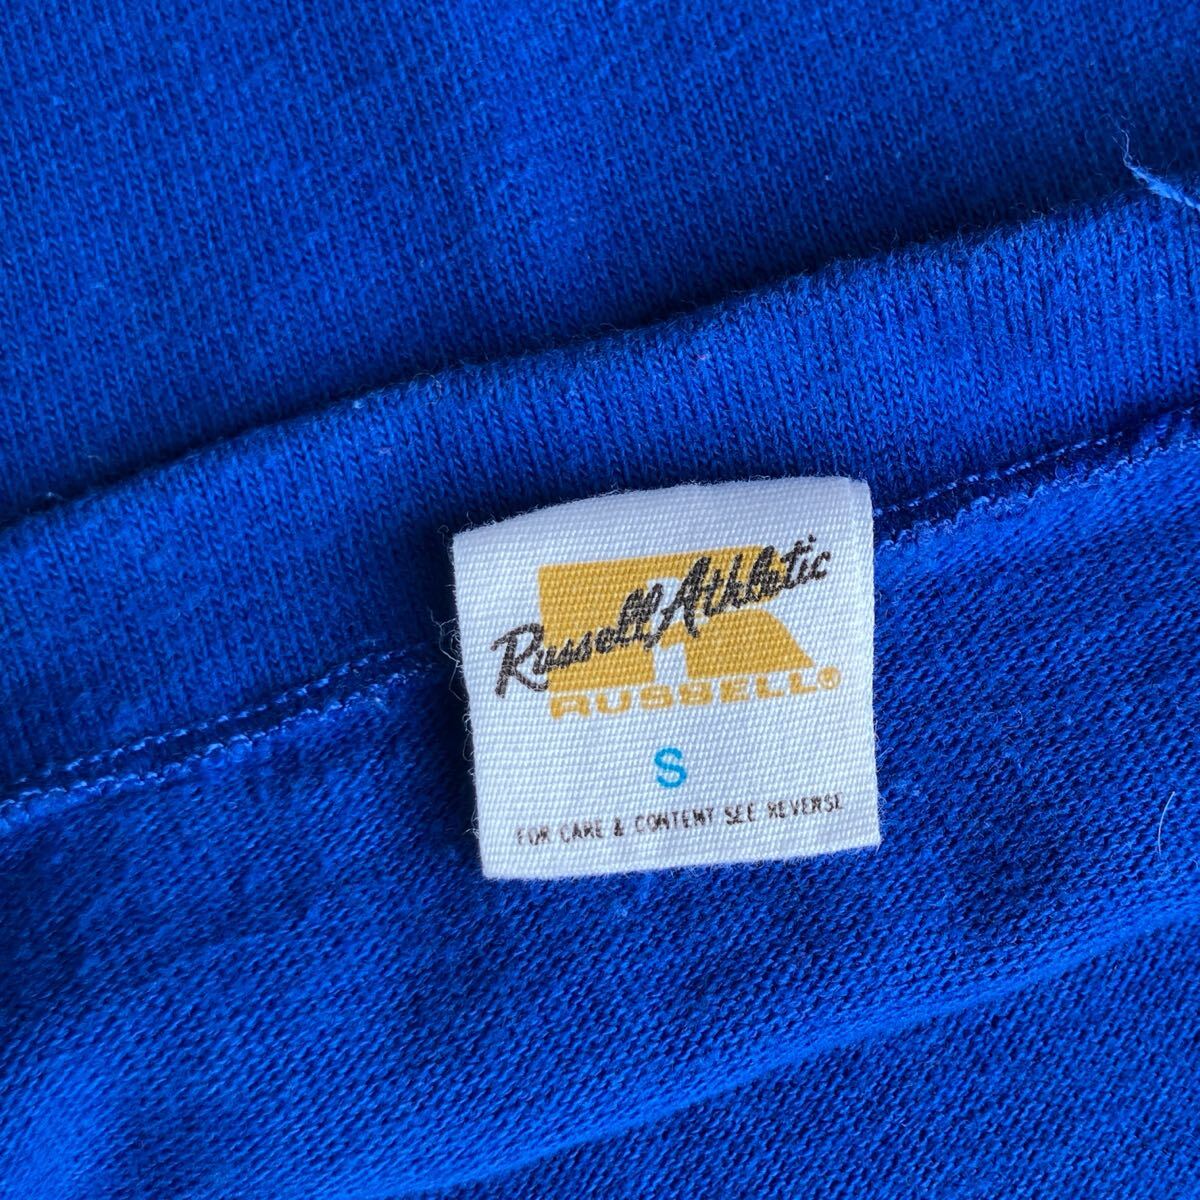 Russell Athletic
RUSSELL®
S
FOR CARE & CONTENT SEE REVERSE